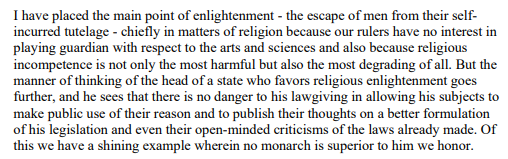 I have placed the main point of enlightenment - the escape of men from their self-
incurred tutelage - chiefly in matters of religion because our rulers have no interest in
playing guardian with respect to the arts and sciences and also because religious
incompetence is not only the most harmful but also the most degrading of all. But the
manner of thinking of the head of a state who favors religious enlightenment goes
further, and he sees that there is no danger to his lawgiving in allowing his subjects to
make public use of their reason and to publish their thoughts on a better formulation
of his legislation and even their open-minded criticisms of the laws already made. Of
this we have a shining example wherein no monarch is superior to him we honor.